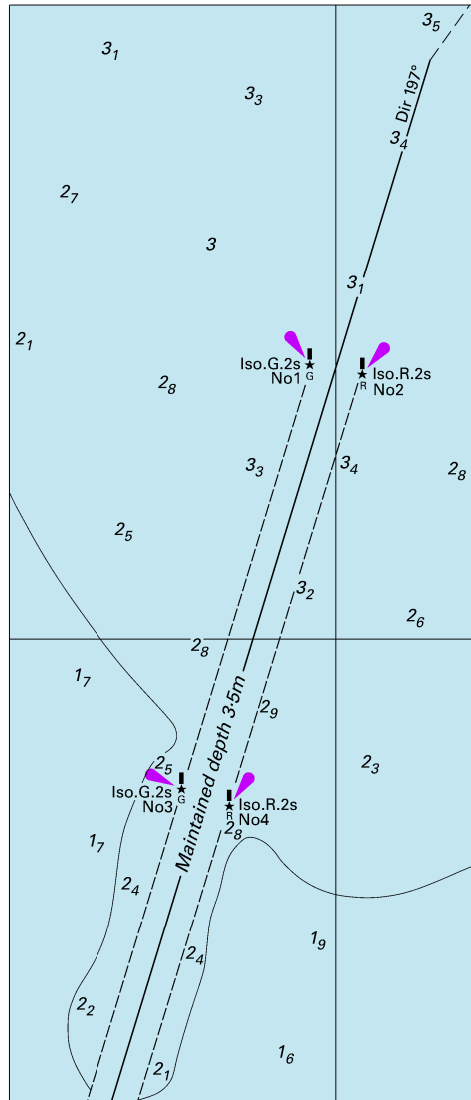 3₅
3₁
Dir 197°
3₃
3₄
2₇
3
3₁
2₁
Iso.G.2s
No1
G
R
Iso.R.2s
No2
2₈
3₃
3₄
2₈
2₅
3₂
2₆
2₈
1₇
2₉
Maintained depth 3·5m
2₅
2₃
Iso.G.2s
No3
G
R
Iso.R.2s
No4
2₈
1₇
2₄
1₉
2₄
2₂
1₆
2₁